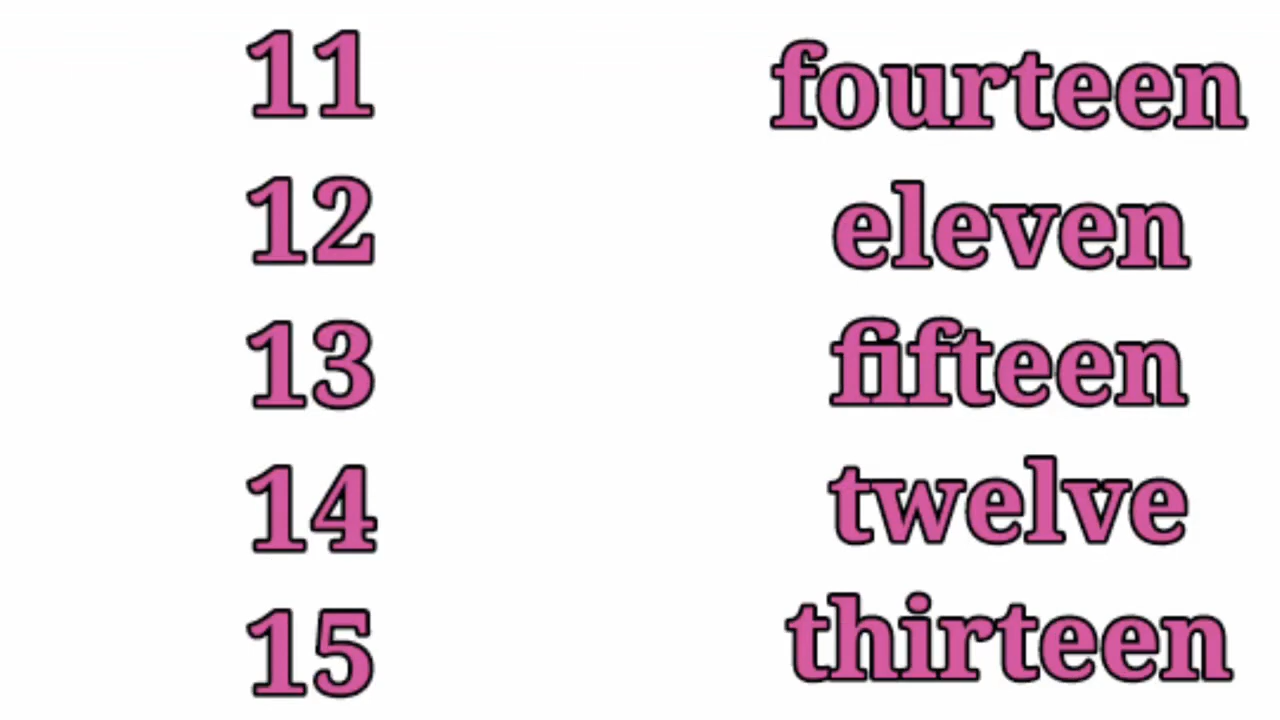 11 fourteen
12 eleven
13 fifteen
14 twelve
15 thirteen